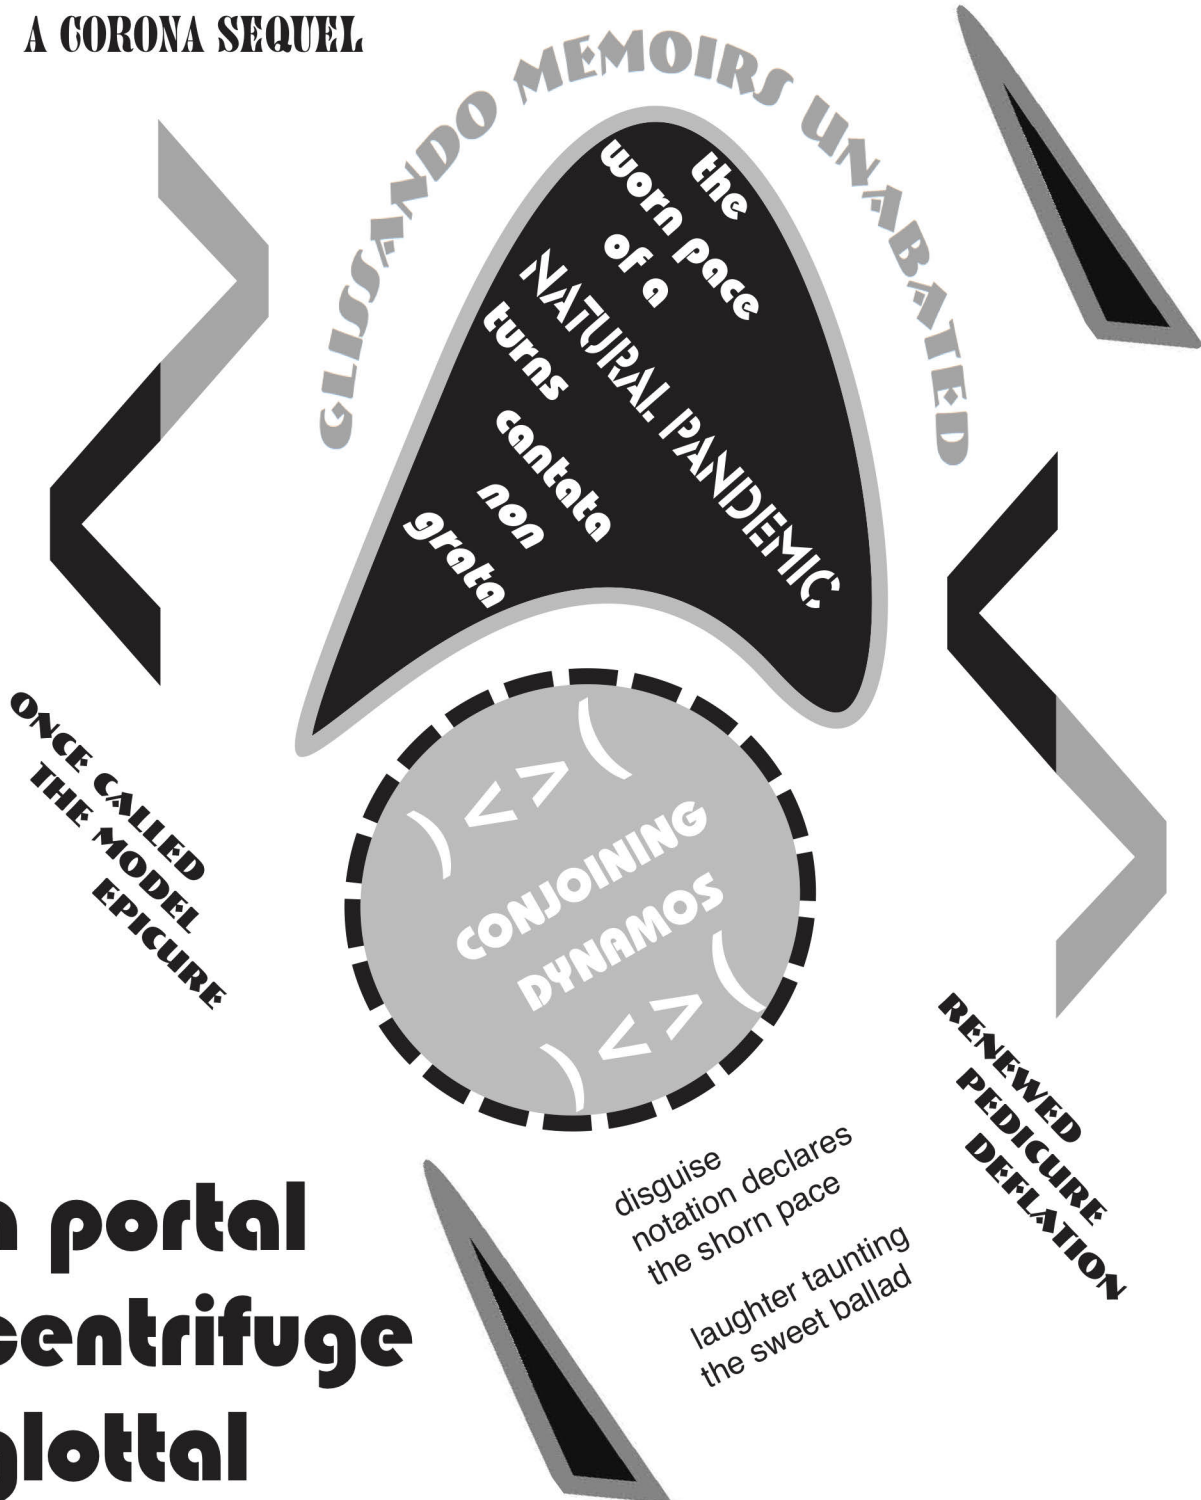 A CORONA SEQUEL
GLISSANDO MEMOIRS UNABATED
the
worn pace
of a
NATURAL PANDEMIC
turns
cantata
non
grata
ONCE CALLED
THE MODEL
EPICURE
) < > (
CONJOINING
DYNAMOS
) < > (
RENEWED
PEDICURE
DEFLATION
disguise
notation declares
the shorn pace
laughter taunting
the sweet ballad
portal
centrifuge
glottal